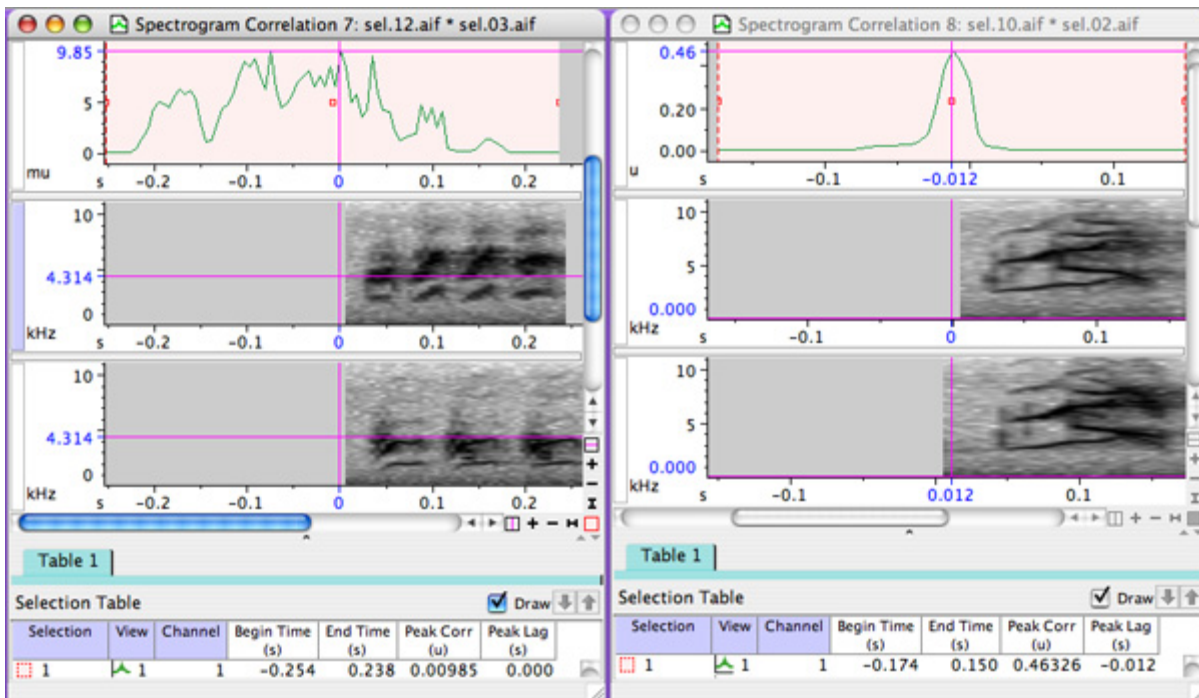 Spectrogram Correlation 7: sel.12.aif * sel.03.aif
9.85
5
0
mu
s -0.2 -0.1 0 0.1 0.2
10
4.314
0
kHz
s -0.2 -0.1 0 0.1 0.2
10
4.314
0
kHz
s -0.2 -0.1 0 0.1 0.2
Table 1
Selection Table
Draw
Selection View Channel Begin Time (s) End Time (s) Peak Corr (u) Peak Lag (s)
1 1 1 -0.254 0.238 0.00985 0.000
Spectrogram Correlation 8: sel.10.aif * sel.02.aif
0.46
0.20
0.00
u
s -0.1 -0.012 0.1
10
5
0.000
kHz
s -0.1 0 0.1
10
5
0.000
kHz
s -0.1 0.012 0.1
Table 1
Selection Table
Draw
Selection View Channel Begin Time (s) End Time (s) Peak Corr (u) Peak Lag (s)
1 1 1 -0.174 0.150 0.46326 -0.012